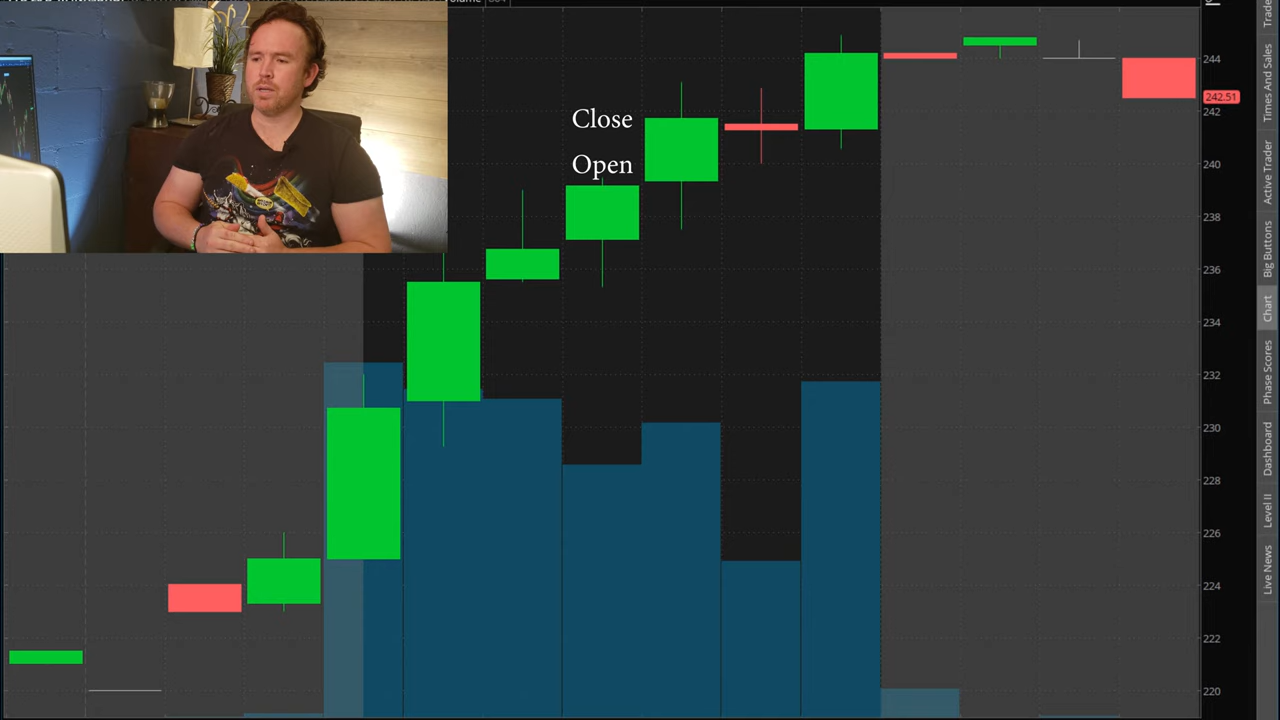 Close
Open
244
242.51
242
240
238
236
234
232
230
228
226
224
222
220
Times And Sales
Active Trader
Big Buttons
Chart
Phase Scores
Dashboard
Level II
Live News